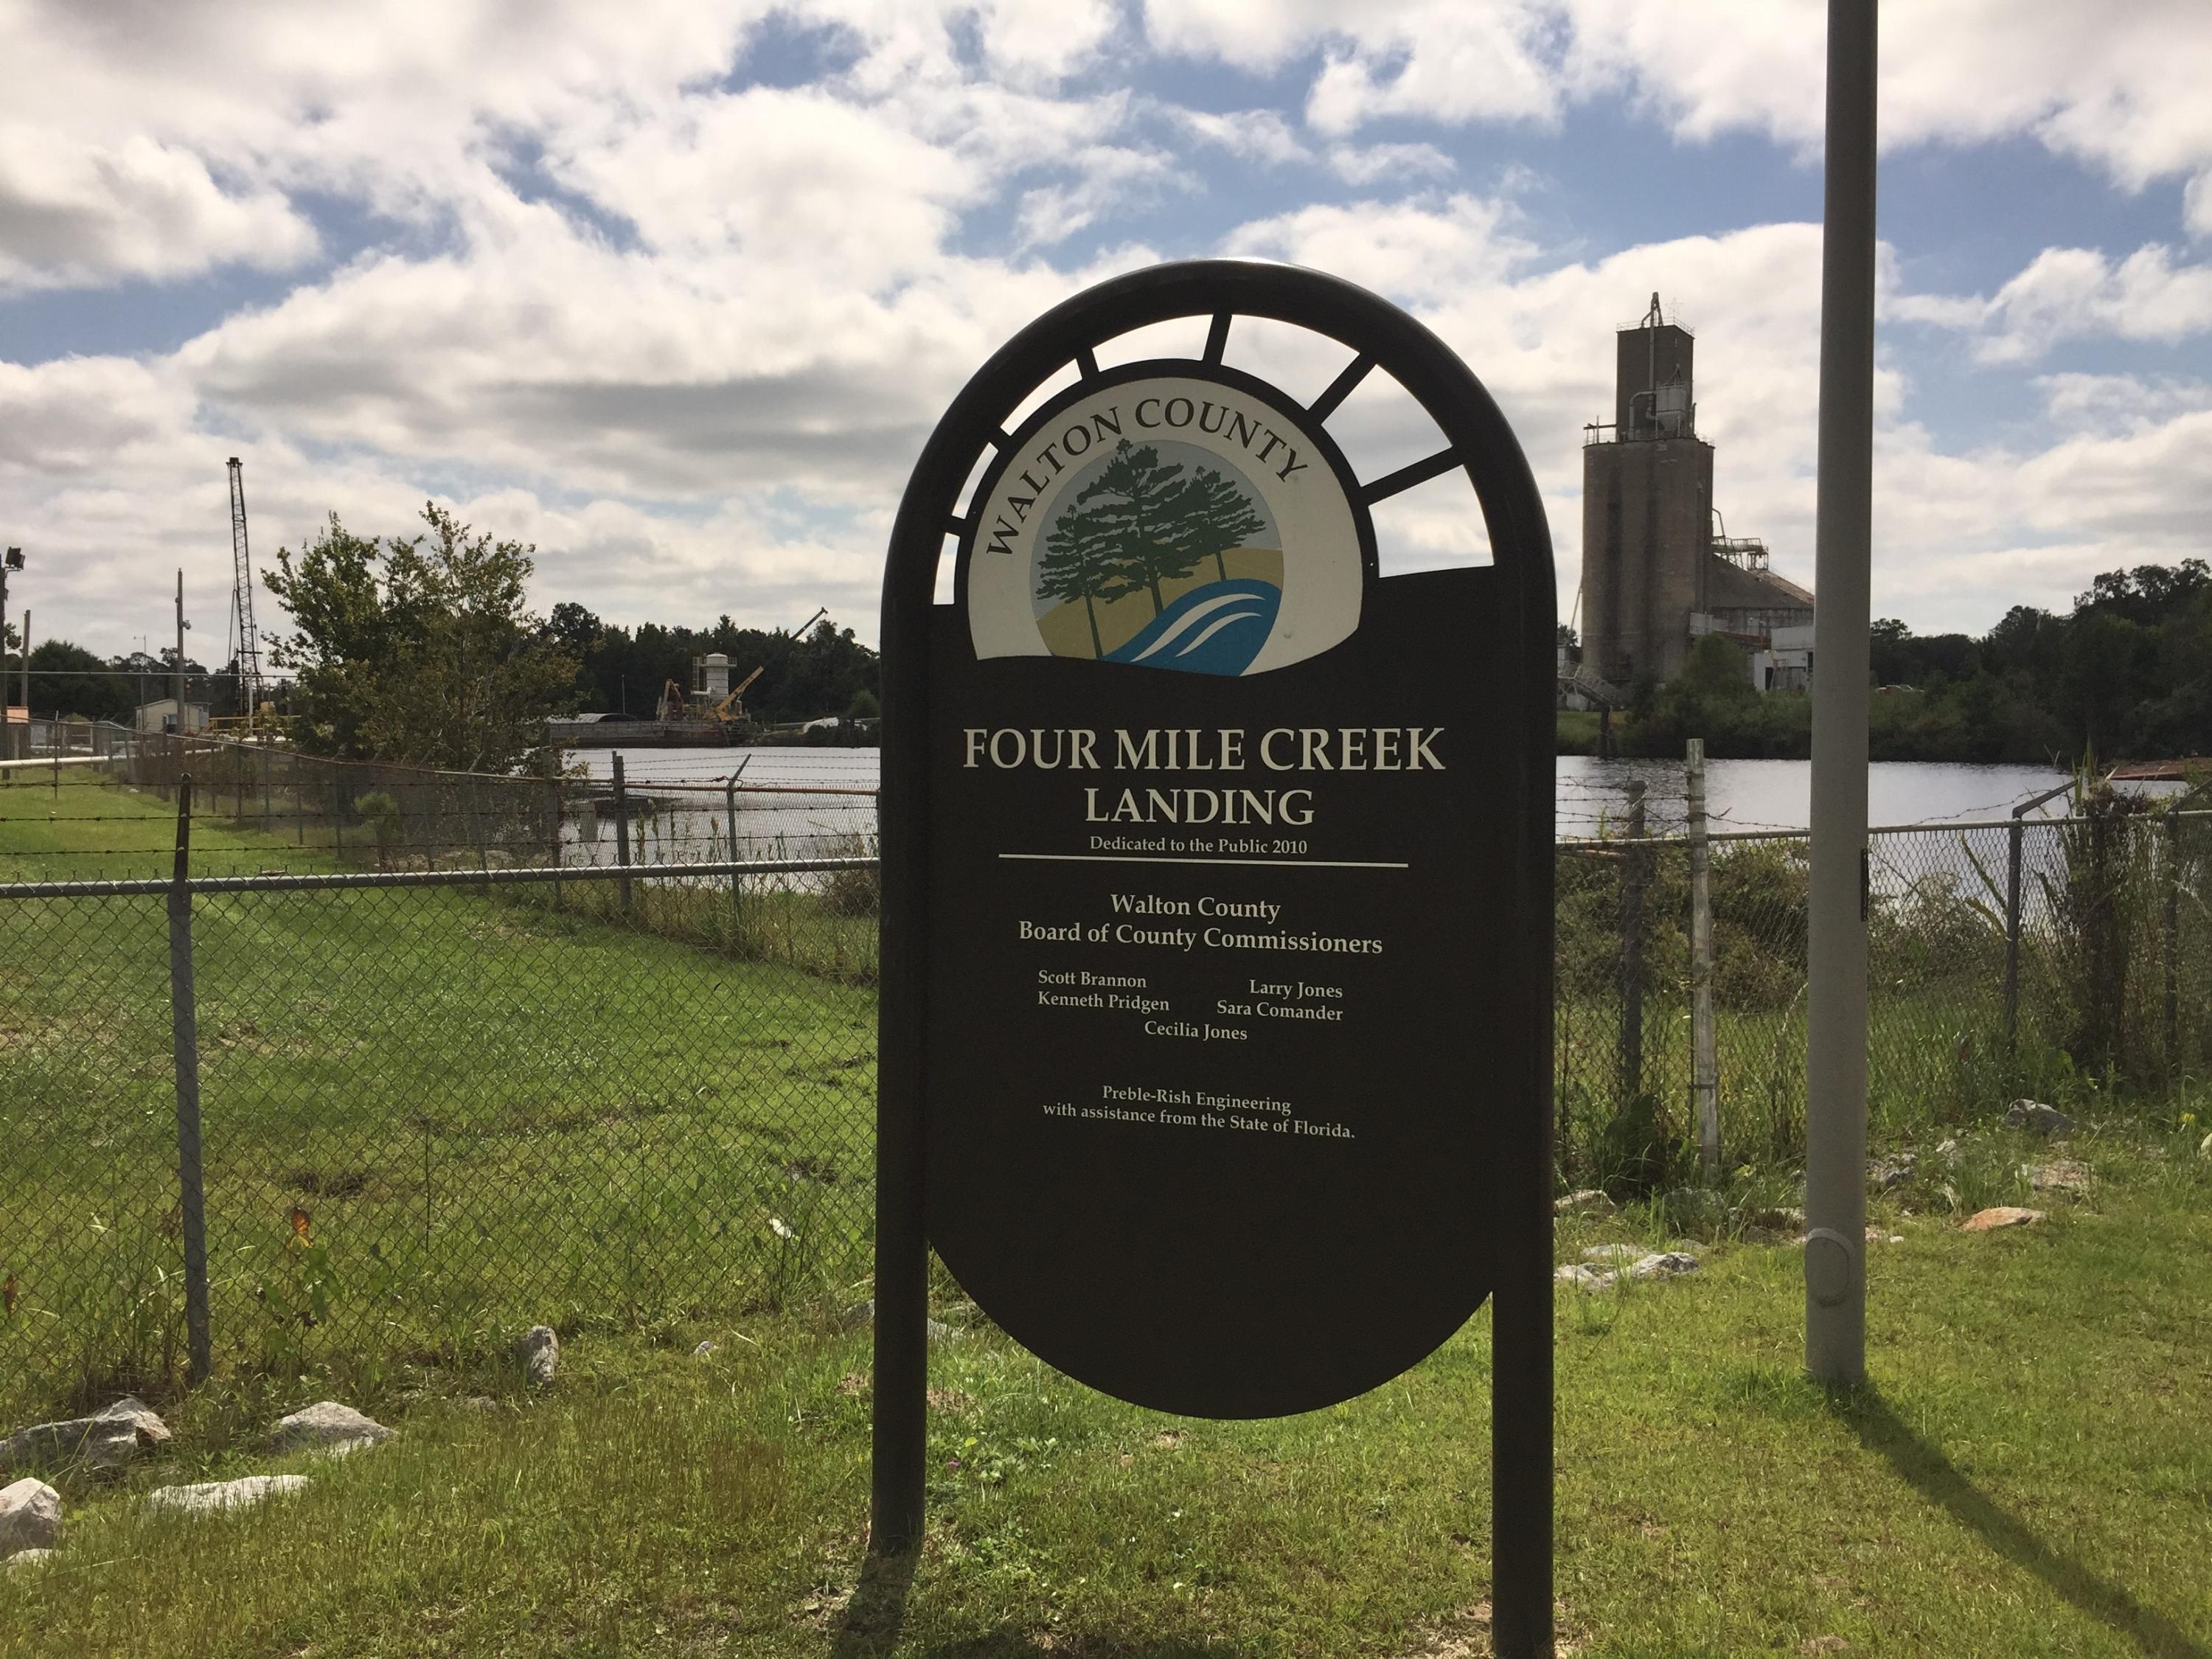 WALTON COUNTY
FOUR MILE CREEK
LANDING
Dedicated to the Public 2010
Walton County
Board of County Commissioners
Scott Brannon Larry Jones
Kenneth Pridgen Sara Comander
Cecilia Jones
Preble-Rish Engineering
with assistance from the State of Florida.